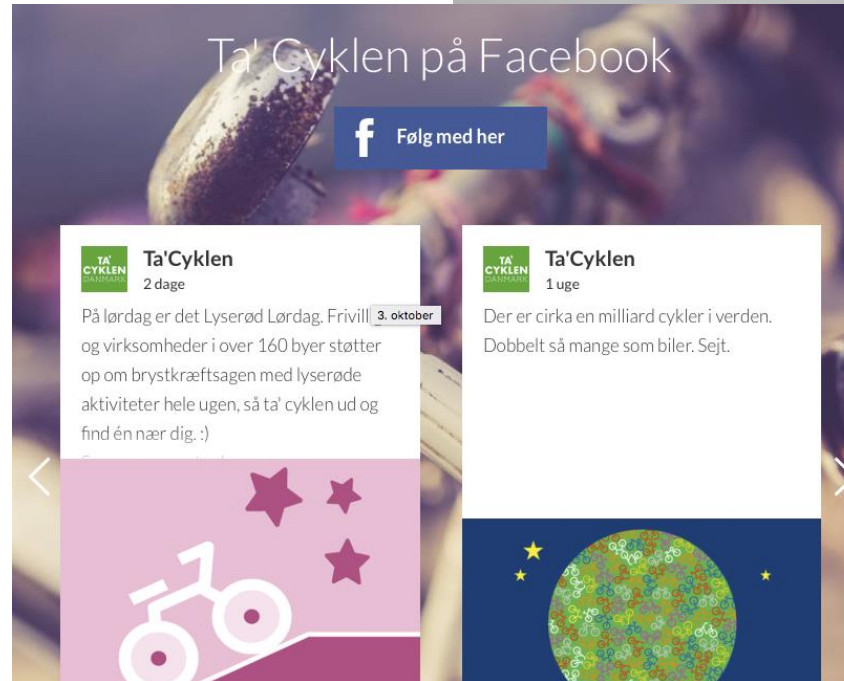 Ta' Cyklen på Facebook
f Følg med her
TA'
CYKLEN
DANMARK
Ta'Cyklen
2 dage
På lørdag er det Lyserød Lørdag. Frivillig
3. oktober
og virksomheder i over 160 byer støtter
op om brystkræftsagen med lyserøde
aktiviteter hele ugen, så ta' cyklen ud og
find én nær dig. :)
TA'
CYKLEN
DANMARK
Ta'Cyklen
1 uge
Der er cirka en milliard cykler i verden.
Dobbelt så mange som biler. Sejt.